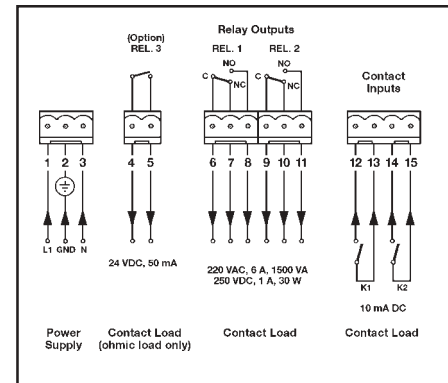 Relay Outputs
(Option)
REL. 3
REL. 1 REL. 2
NO NO
C NC C NC
Contact
Inputs
1 2 3 4 5 6 7 8 9 10 11 12 13 14 15
L1 GND N
K1 K2
24 VDC, 50 mA
220 VAC, 6 A, 1500 VA
250 VDC, 1 A, 30 W
10 mA DC
Power
Supply
Contact Load
(ohmic load only)
Contact Load
Contact Load